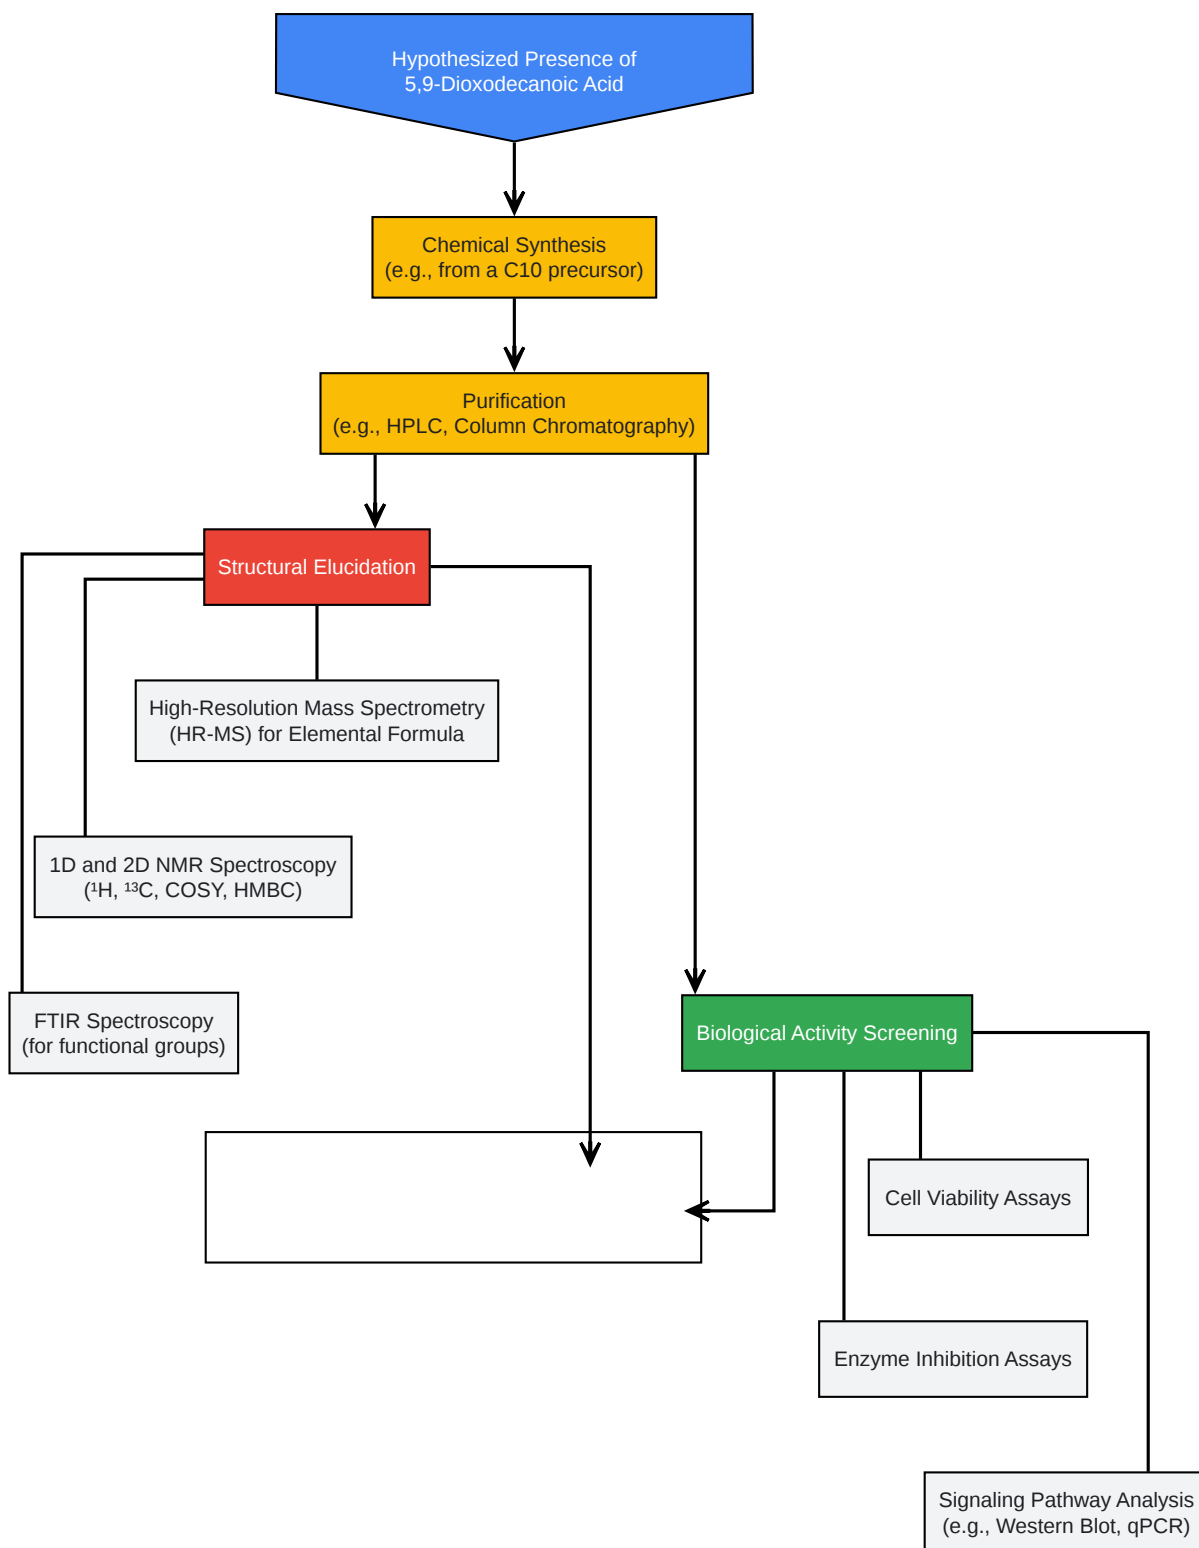 Hypothesized Presence of
5,9-Dioxodecanoic Acid
Chemical Synthesis
(e.g., from a C10 precursor)
Purification
(e.g., HPLC, Column Chromatography)
Structural Elucidation
High-Resolution Mass Spectrometry
(HR-MS) for Elemental Formula
1D and 2D NMR Spectroscopy
(¹H, ¹³C, COSY, HMBC)
FTIR Spectroscopy
(for functional groups)
Biological Activity Screening
Cell Viability Assays
Enzyme Inhibition Assays
Signaling Pathway Analysis
(e.g., Western Blot, qPCR)